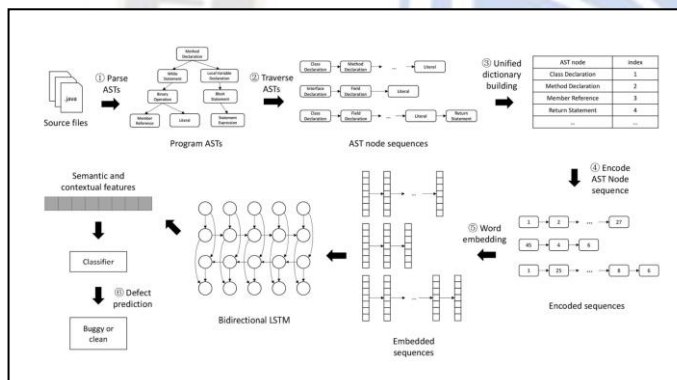 ① Parse
ASTs
.java
Source files
Method
Declaration
While
Statement
Local Variable
Declaration
Binary
Operation
Block
Statement
Member
Reference
Literal
Statement
Expression
Program ASTs
② Traverse
ASTs
Class
Declaration
Method
Declaration
...
Literal
Interface
Declaration
Field
Declaration
Literal
Class
Declaration
Field
Declaration
...
Literal
Return
Statement
AST node sequences
③ Unified
dictionary
building
AST node Index
Class Declaration 1
Method Declaration 2
Member Reference 3
Return Statement 4
... ...
④ Encode
AST Node
sequence
1 2 ... 27
45 4 6
1 25 ... 8 6
Encoded sequences
⑤ Word
embedding
...
...
Embedded
sequences
Bidirectional LSTM
Semantic and
contextual features
Classifier
⑥ Defect
prediction
Buggy or
clean